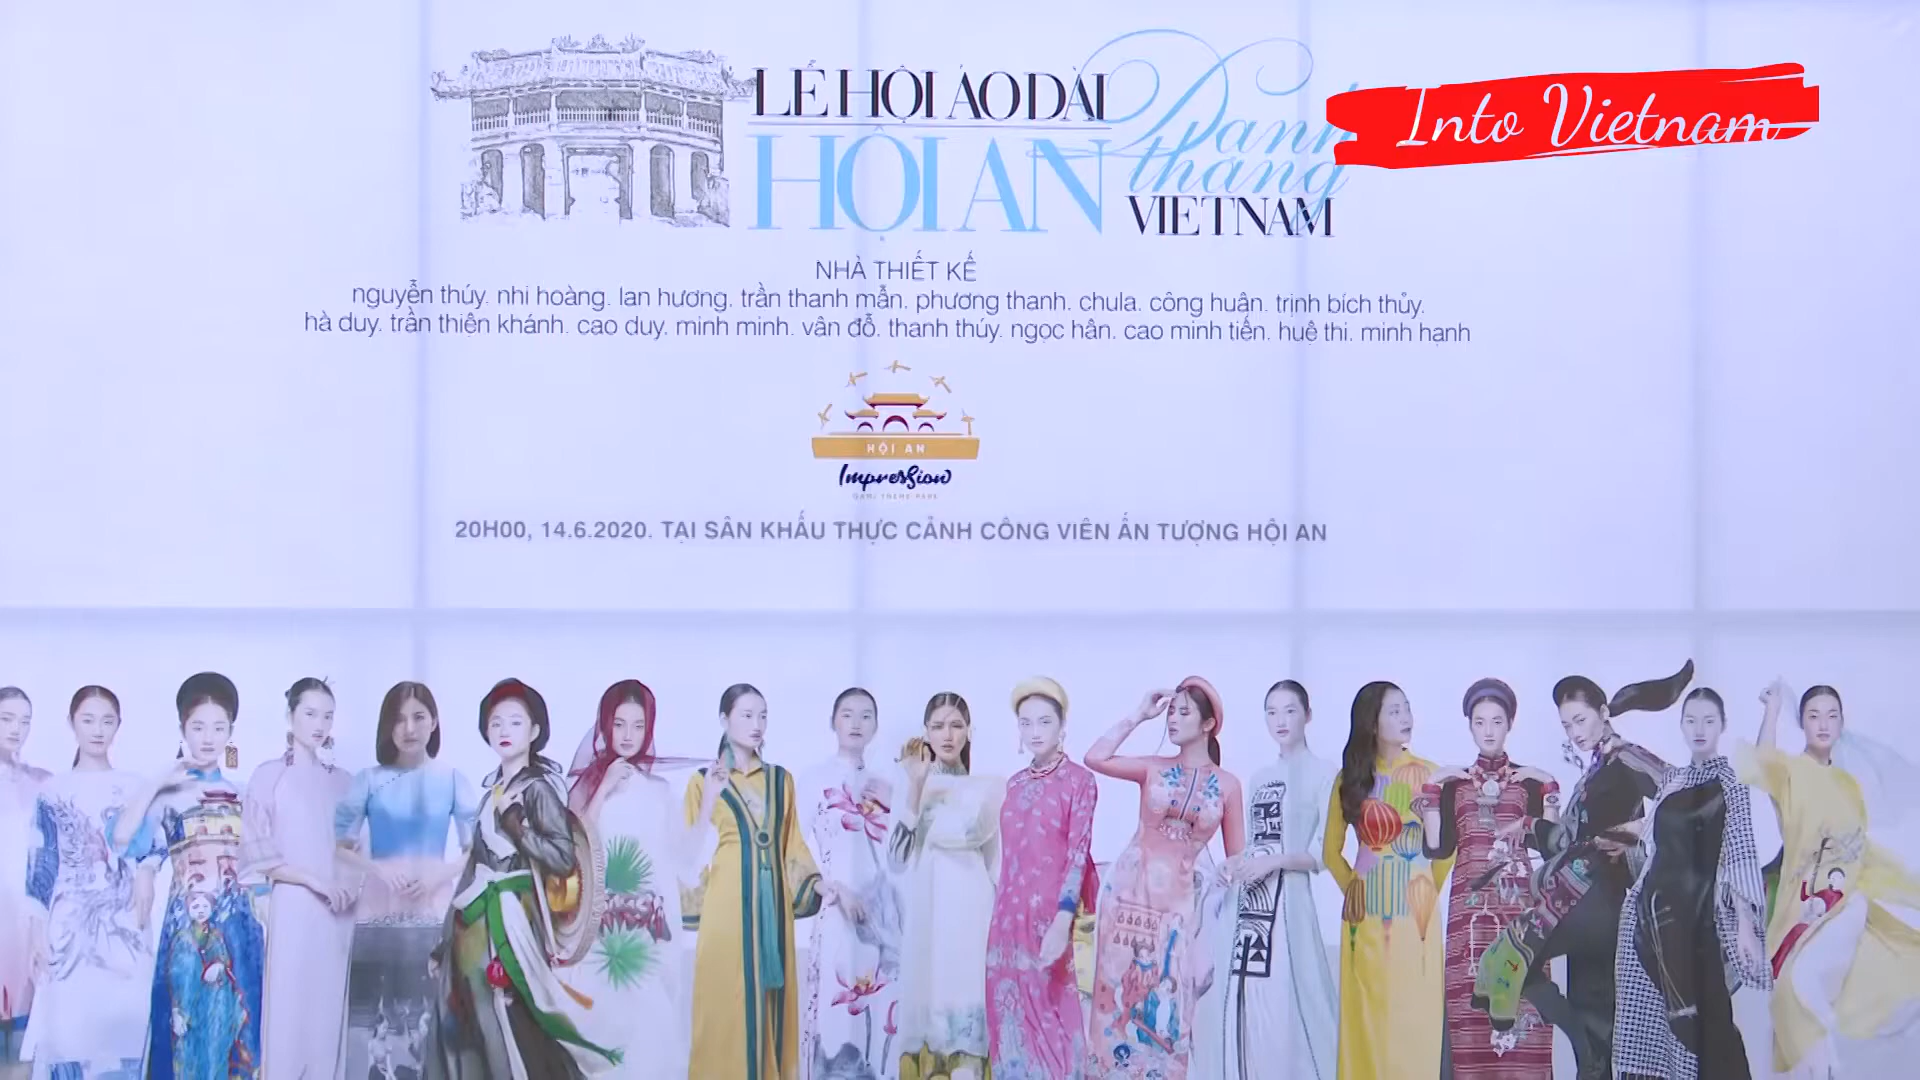 LỄ HỘI ÁO DÀI
HỘI AN
Danh
thắng
VIETNAM
Into Vietnam
NHÀ THIẾT KẾ
nguyễn thúy. nhi hoàng. lan hương. trần thanh mẫn. phương thanh. chula. công huân. trịnh bích thủy.
hà duy. trần thiện khánh. cao duy. minh minh. vân đỗ. thanh thúy. ngọc hân. cao minh tiến. huệ thi. minh hạnh
HỘI AN
Impression
GAMI THEME PARK
20H00, 14.6.2020. TẠI SÂN KHẤU THỰC CẢNH CÔNG VIÊN ẤN TƯỢNG HỘI AN